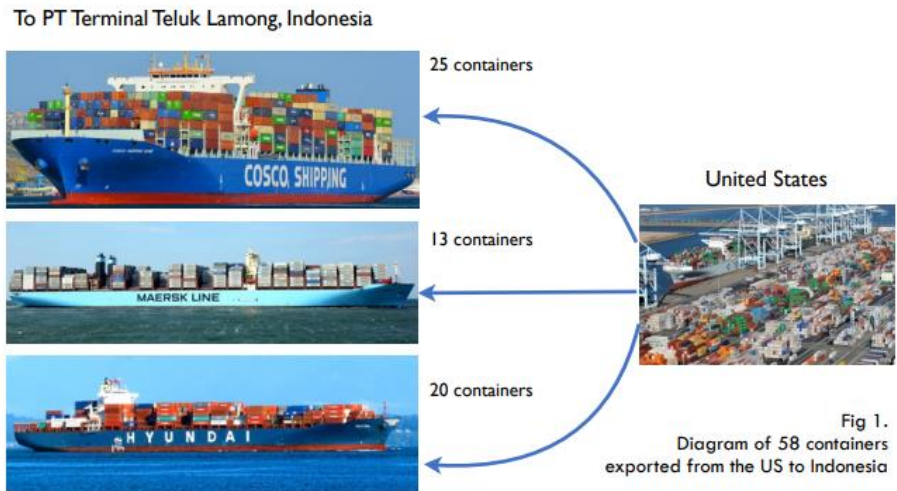 To PT Terminal Teluk Lamong, Indonesia
25 containers
COSCO SHIPPING
United States
13 containers
MAERSK LINE
20 containers
HYUNDAI
Fig 1.
Diagram of 58 containers
exported from the US to Indonesia